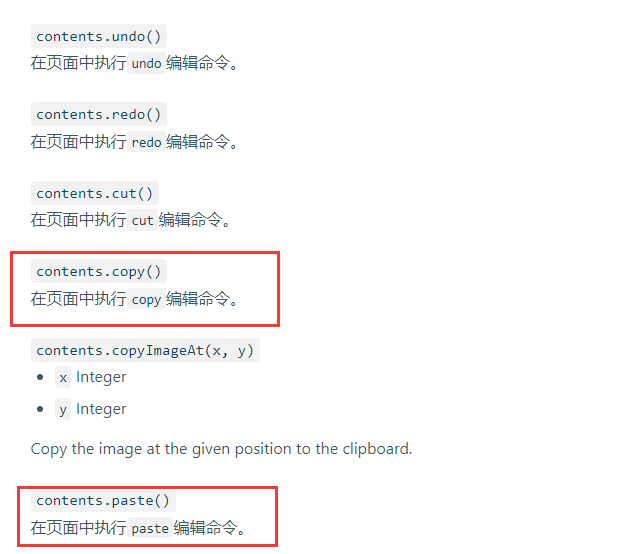 contents.undo()
在页面中执行 undo 编辑命令。
contents.redo()
在页面中执行 redo 编辑命令。
contents.cut()
在页面中执行 cut 编辑命令。
contents.copy()
在页面中执行 copy 编辑命令。
contents.copyImageAt(x, y)
x Integer
y Integer
Copy the image at the given position to the clipboard.
contents.paste()
在页面中执行 paste 编辑命令。